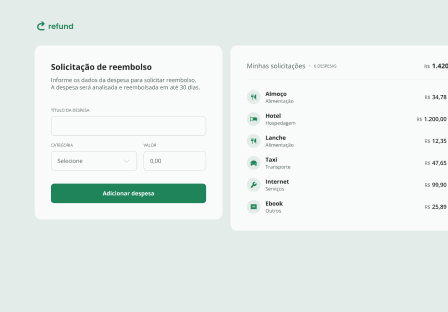 refund
Solicitação de reembolso
Informe os dados da despesa para solicitar reembolso.
A despesa será analisada e reembolsada em até 30 dias.
TÍTULO DA DESPESA
CATEGORIA
VALOR
Selecione
0,00
Adicionar despesa
Minhas solicitações • 6 DESPESAS
R$ 1.420
Almoço
Alimentação
R$ 34,78
Hotel
Hospedagem
R$ 1.200,00
Lanche
Alimentação
R$ 12,35
Taxi
Transporte
R$ 47,65
Internet
Serviços
R$ 99,90
Ebook
Outros
R$ 25,89